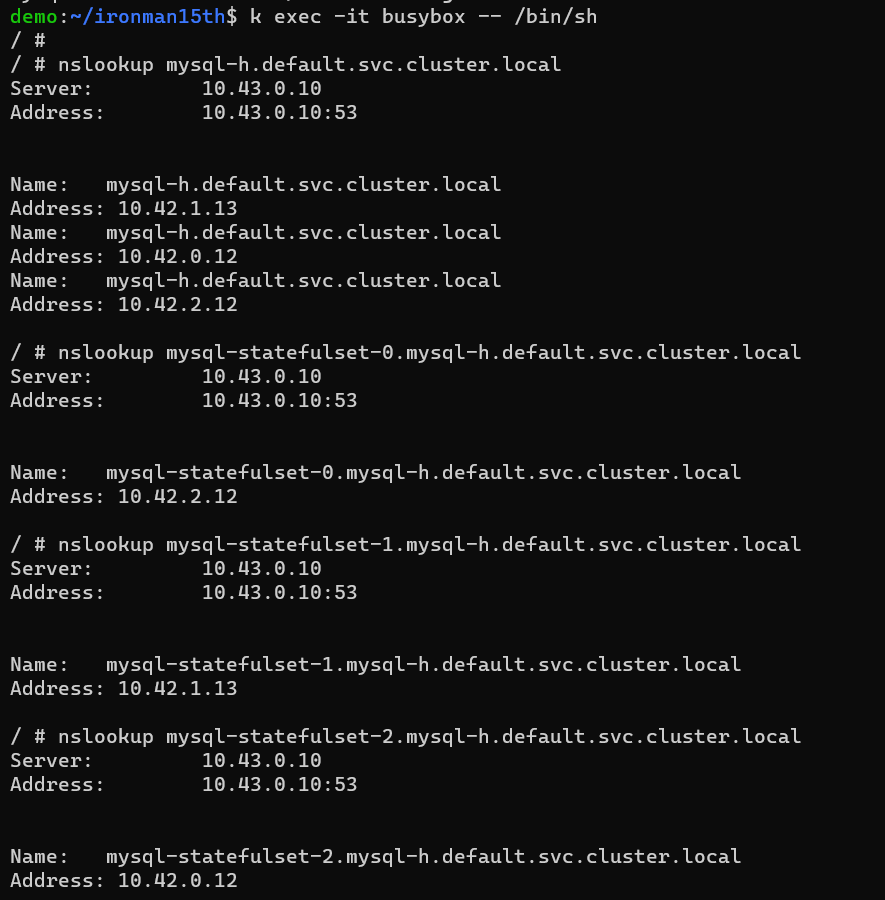 demo:~/ironman15th$ k exec -it busybox -- /bin/sh
/ #
/ # nslookup mysql-h.default.svc.cluster.local
Server:         10.43.0.10
Address:        10.43.0.10:53
Name:   mysql-h.default.svc.cluster.local
Address: 10.42.1.13
Name:   mysql-h.default.svc.cluster.local
Address: 10.42.0.12
Name:   mysql-h.default.svc.cluster.local
Address: 10.42.2.12
/ # nslookup mysql-statefulset-0.mysql-h.default.svc.cluster.local
Server:         10.43.0.10
Address:        10.43.0.10:53
Name:   mysql-statefulset-0.mysql-h.default.svc.cluster.local
Address: 10.42.2.12
/ # nslookup mysql-statefulset-1.mysql-h.default.svc.cluster.local
Server:         10.43.0.10
Address:        10.43.0.10:53
Name:   mysql-statefulset-1.mysql-h.default.svc.cluster.local
Address: 10.42.1.13
/ # nslookup mysql-statefulset-2.mysql-h.default.svc.cluster.local
Server:         10.43.0.10
Address:        10.43.0.10:53
Name:   mysql-statefulset-2.mysql-h.default.svc.cluster.local
Address: 10.42.0.12